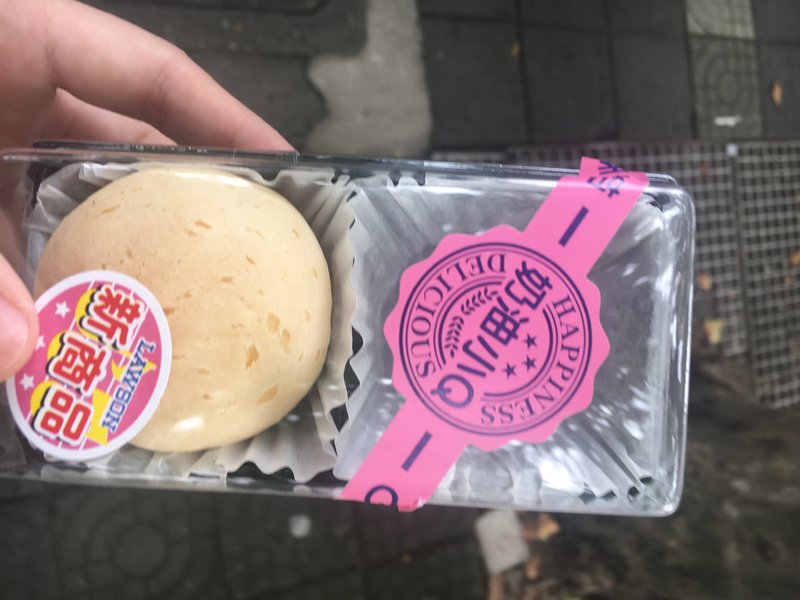 LAWSON
新商品
HAPPINESS
DELICIOUS
奶油小Q